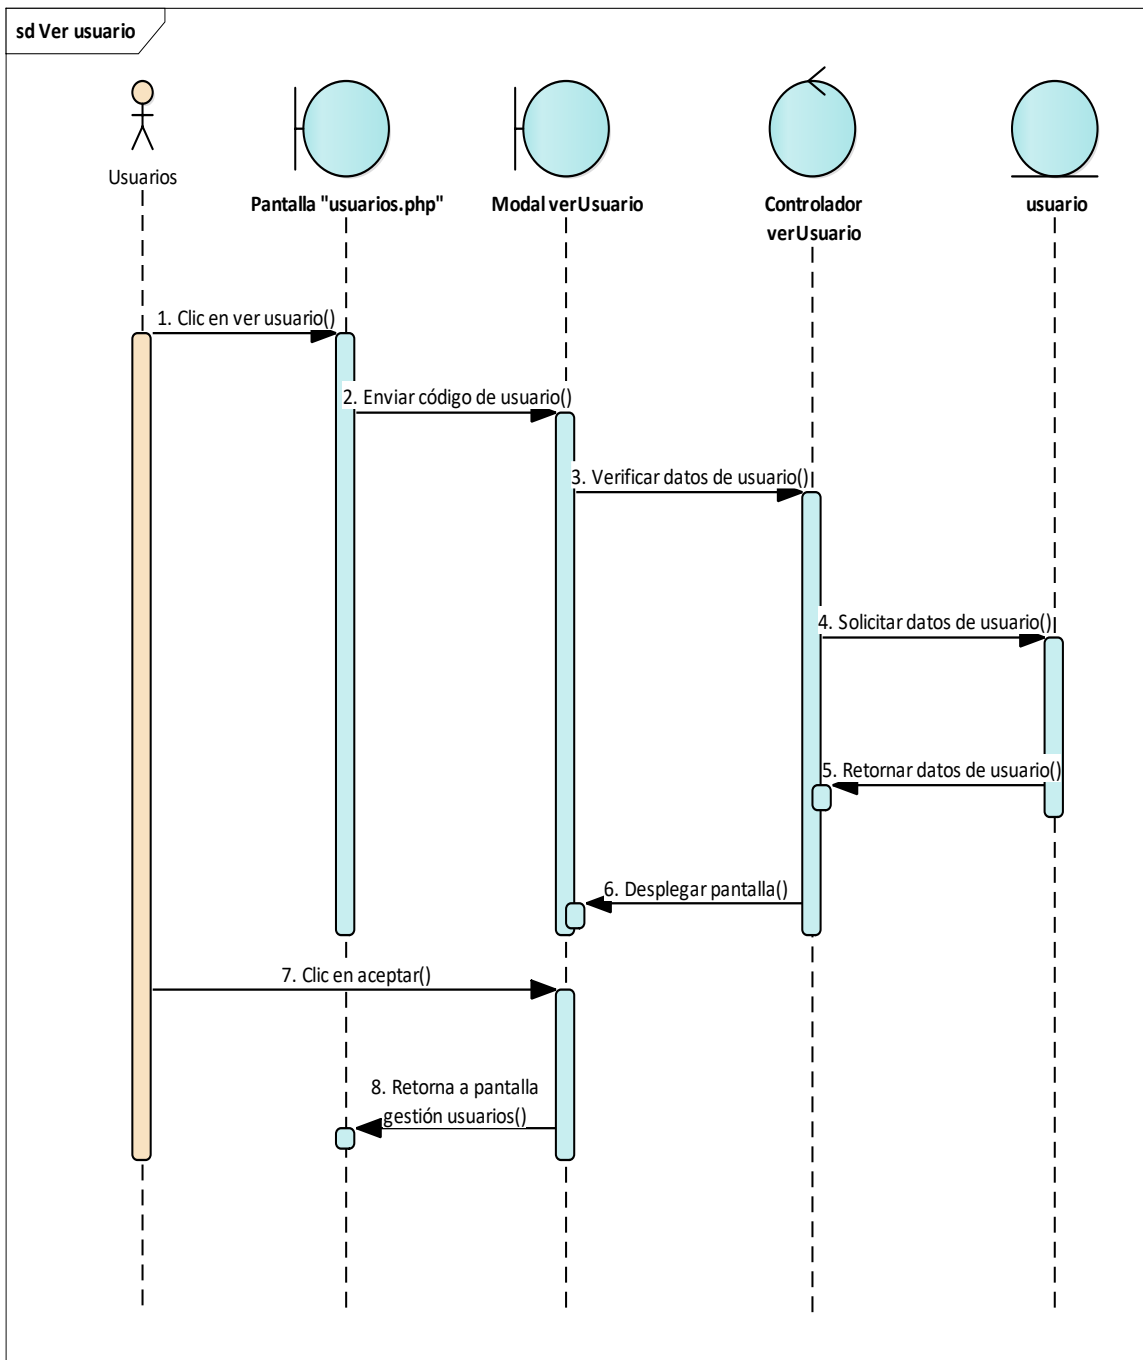 sd Ver usuario
Usuarios
Pantalla "usuarios.php"
Modal verUsuario
Controlador
verUsuario
usuario
1. Clic en ver usuario()
2. Enviar código de usuario()
3. Verificar datos de usuario()
4. Solicitar datos de usuario()
5. Retornar datos de usuario()
6. Desplegar pantalla()
7. Clic en aceptar()
8. Retorna a pantalla
gestión usuarios()